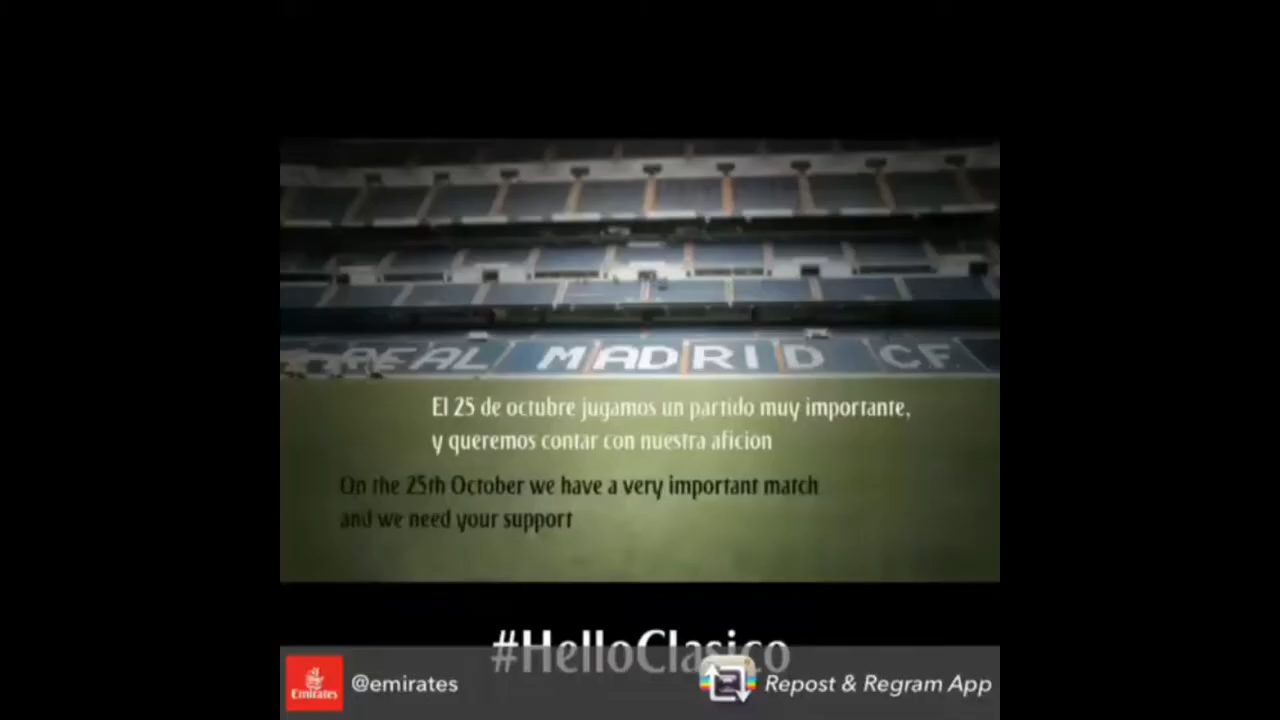 REAL MADRID CF
El 25 de octubre jugamos un partido muy importante,
y queremos contar con nuestra aficion
On the 25th October we have a very important match
and we need your support
#HelloClasico
Emirates
@emirates
Repost & Regram App